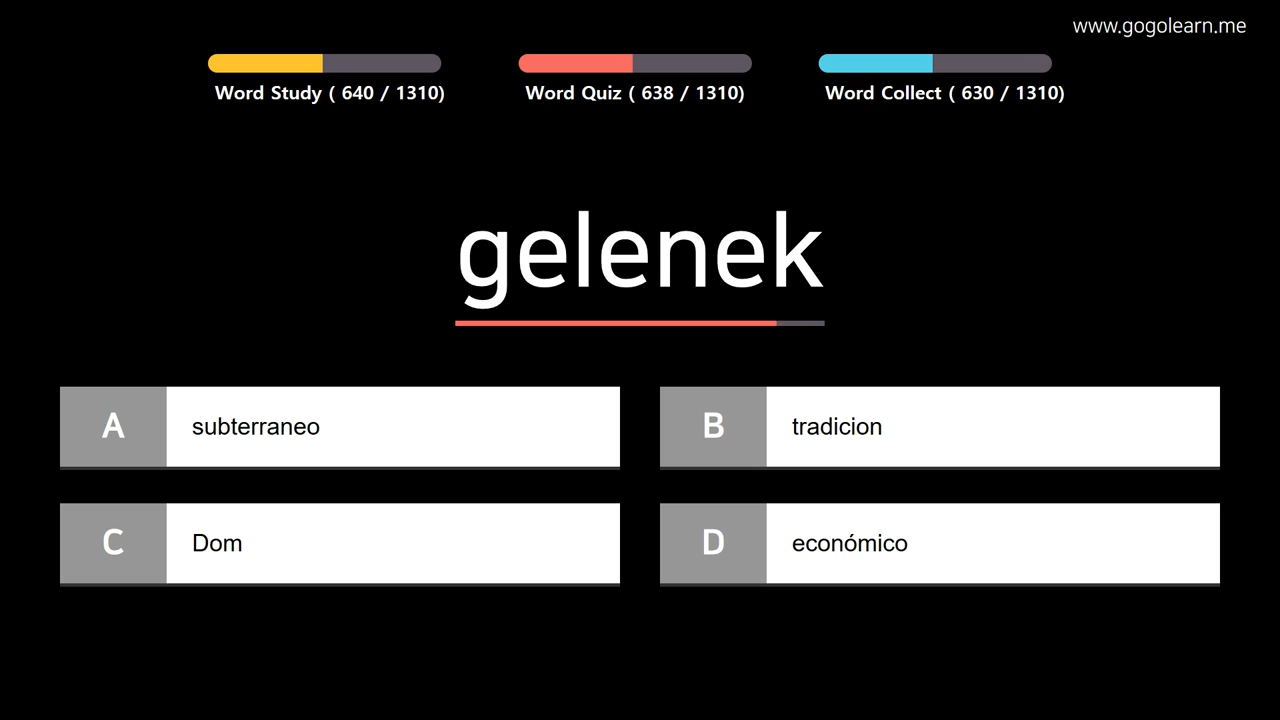 www.gogolearn.me
Word Study ( 640 / 1310)
Word Quiz ( 638 / 1310)
Word Collect ( 630 / 1310)
gelenek
A
subterraneo
B
tradicion
C
Dom
D
económico